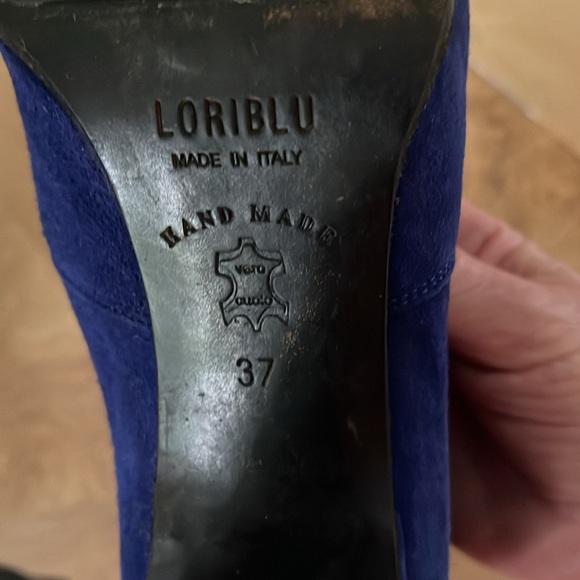 LORIBLU
MADE IN ITALY
HAND MADE
vero
cuoio
37